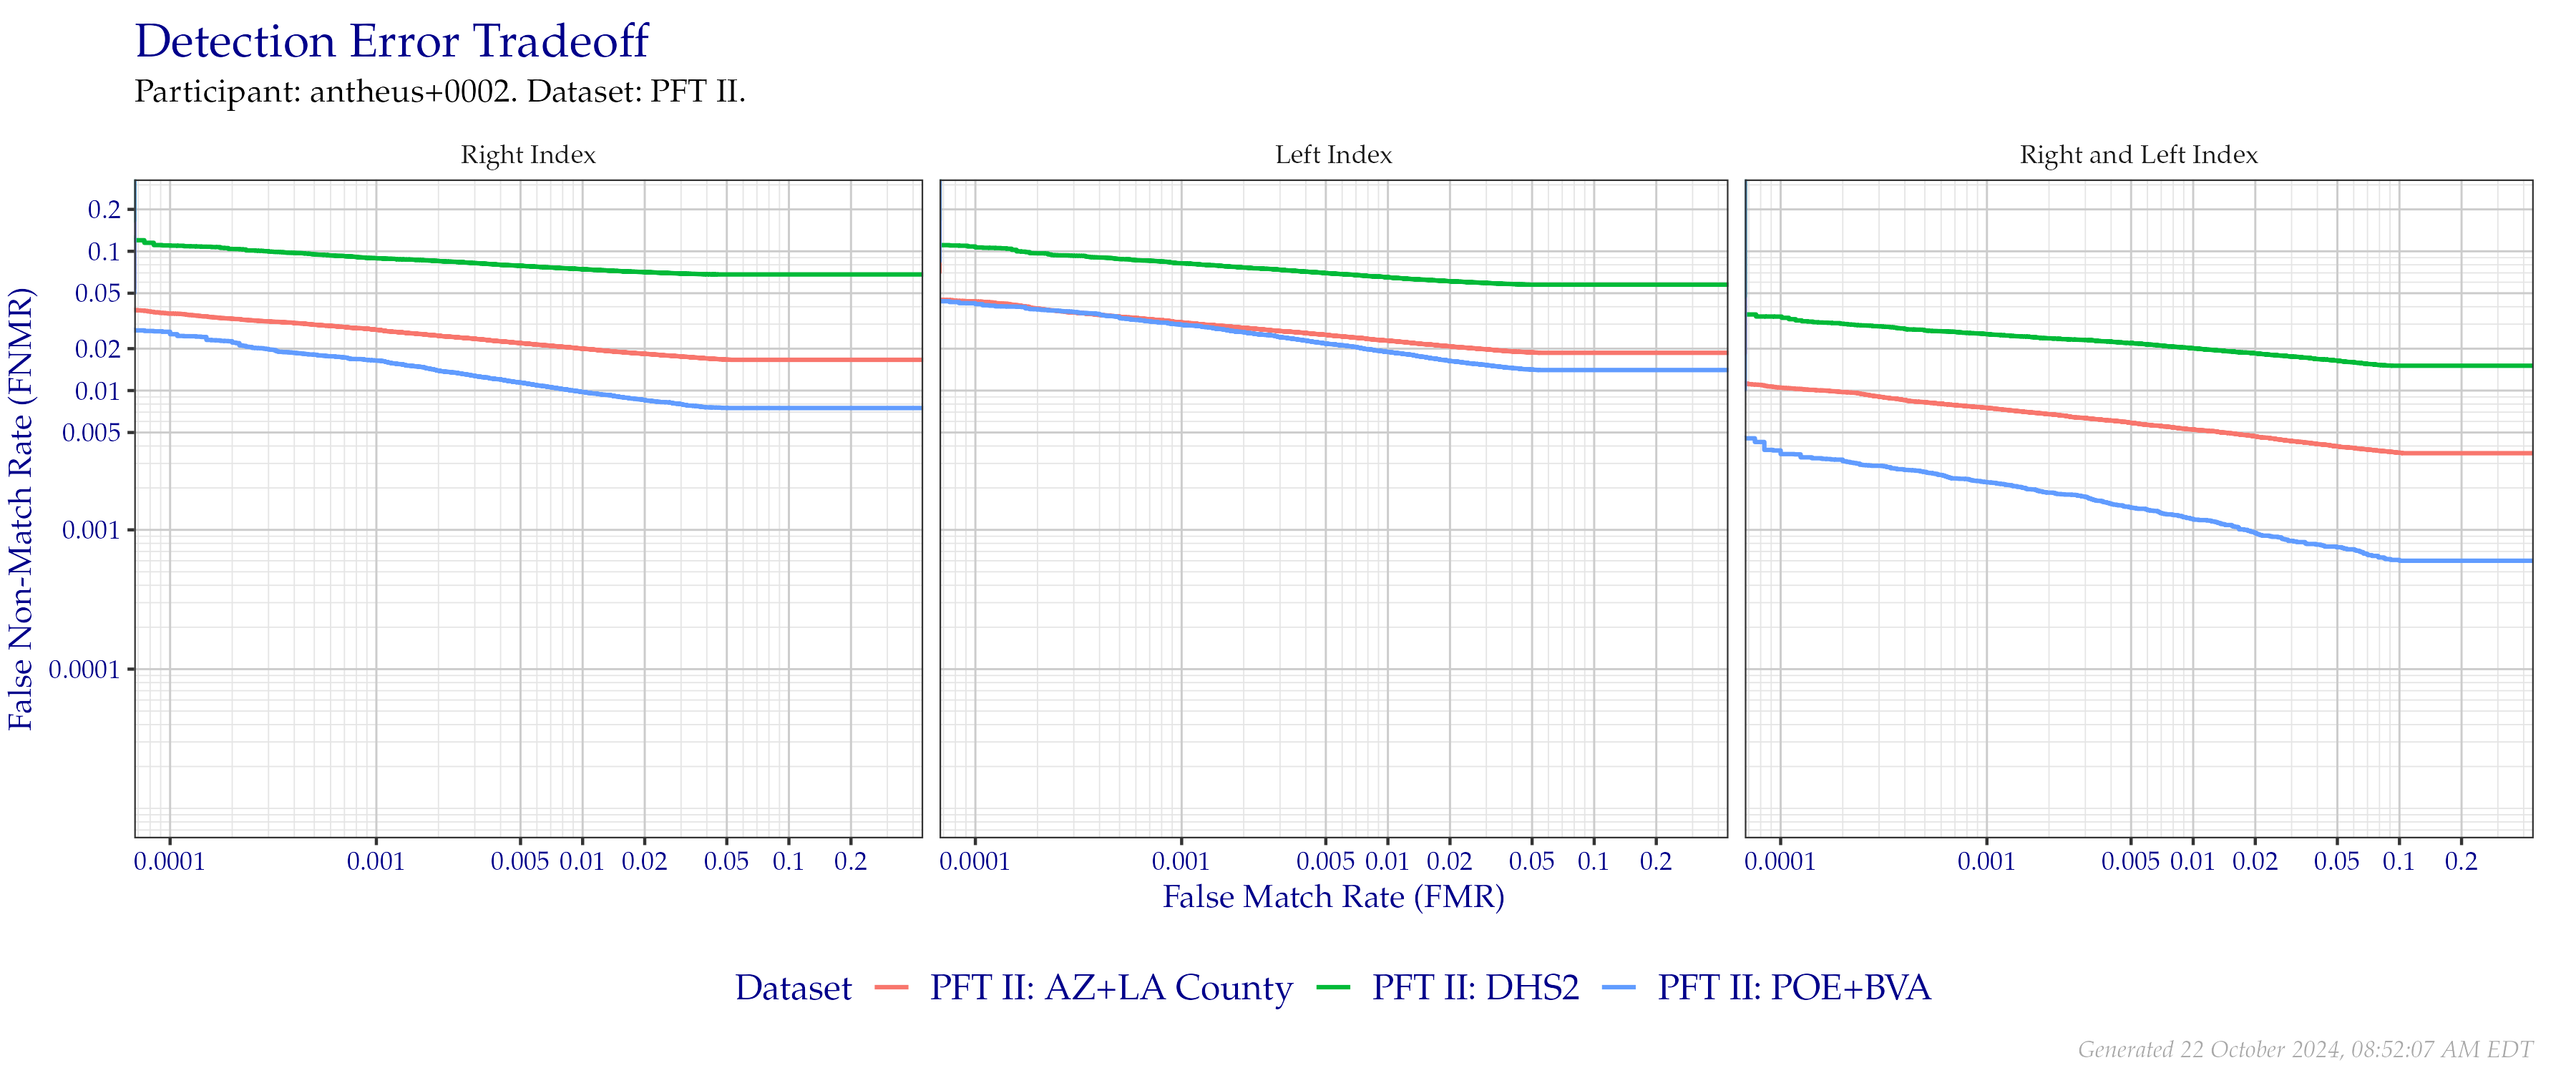 Detection Error Tradeoff
Participant: antheus+0002. Dataset: PFT II.
Right Index
Left Index
Right and Left Index
False Non-Match Rate (FNMR)
0.2
0.1
0.05
0.02
0.01
0.005
0.001
0.0001
0.0001 0.001 0.005 0.01 0.02 0.05 0.1 0.2
0.0001 0.001 0.005 0.01 0.02 0.05 0.1 0.2
0.0001 0.001 0.005 0.01 0.02 0.05 0.1 0.2
False Match Rate (FMR)
Dataset PFT II: AZ+LA County PFT II: DHS2 PFT II: POE+BVA
Generated 22 October 2024, 08:52:07 AM EDT